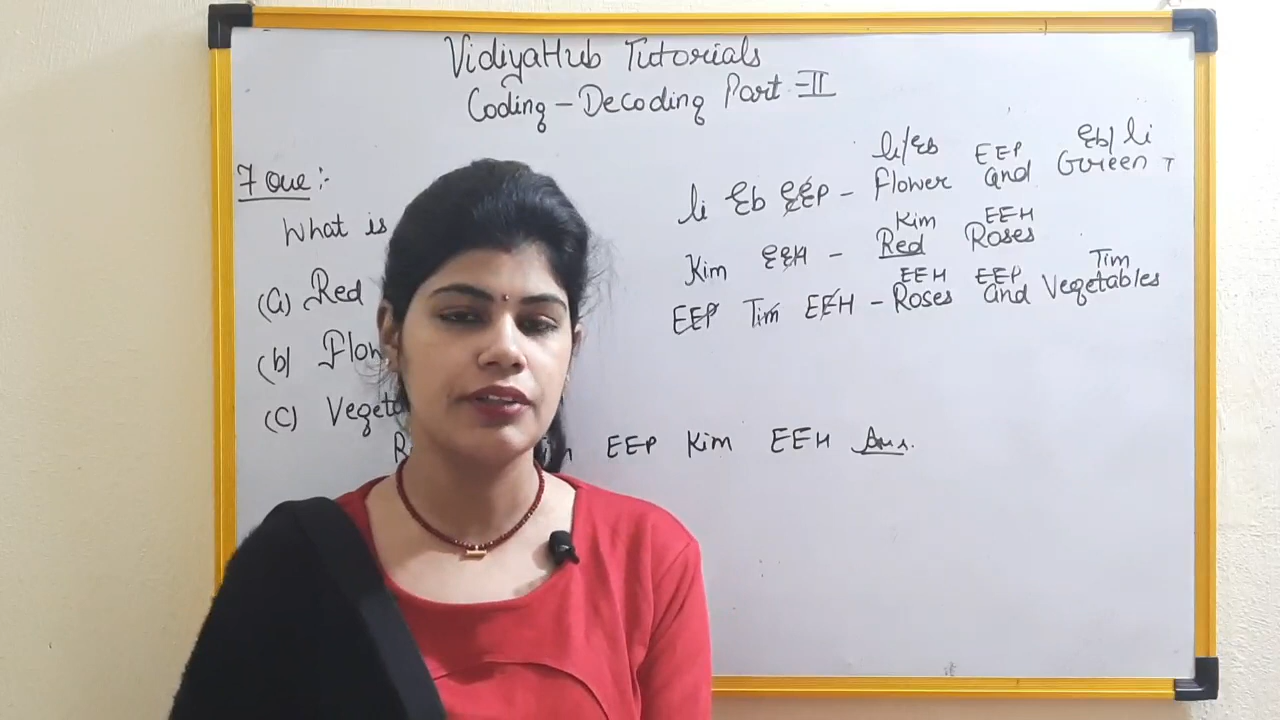 VidiyaHub Tutorials
Coding-Decoding Part-II
7 Que:-
What is
(a) Red
(b) Flow
(c) Vegeta
li/Eb EEP Eb/li
li Eb EEP - Flower and Green
Kim EEH
Kim EEH - Red Roses
EEH EEP Tim
EEP Tim EEH - Roses and Vegetables
EEP Kim EEH Ans.